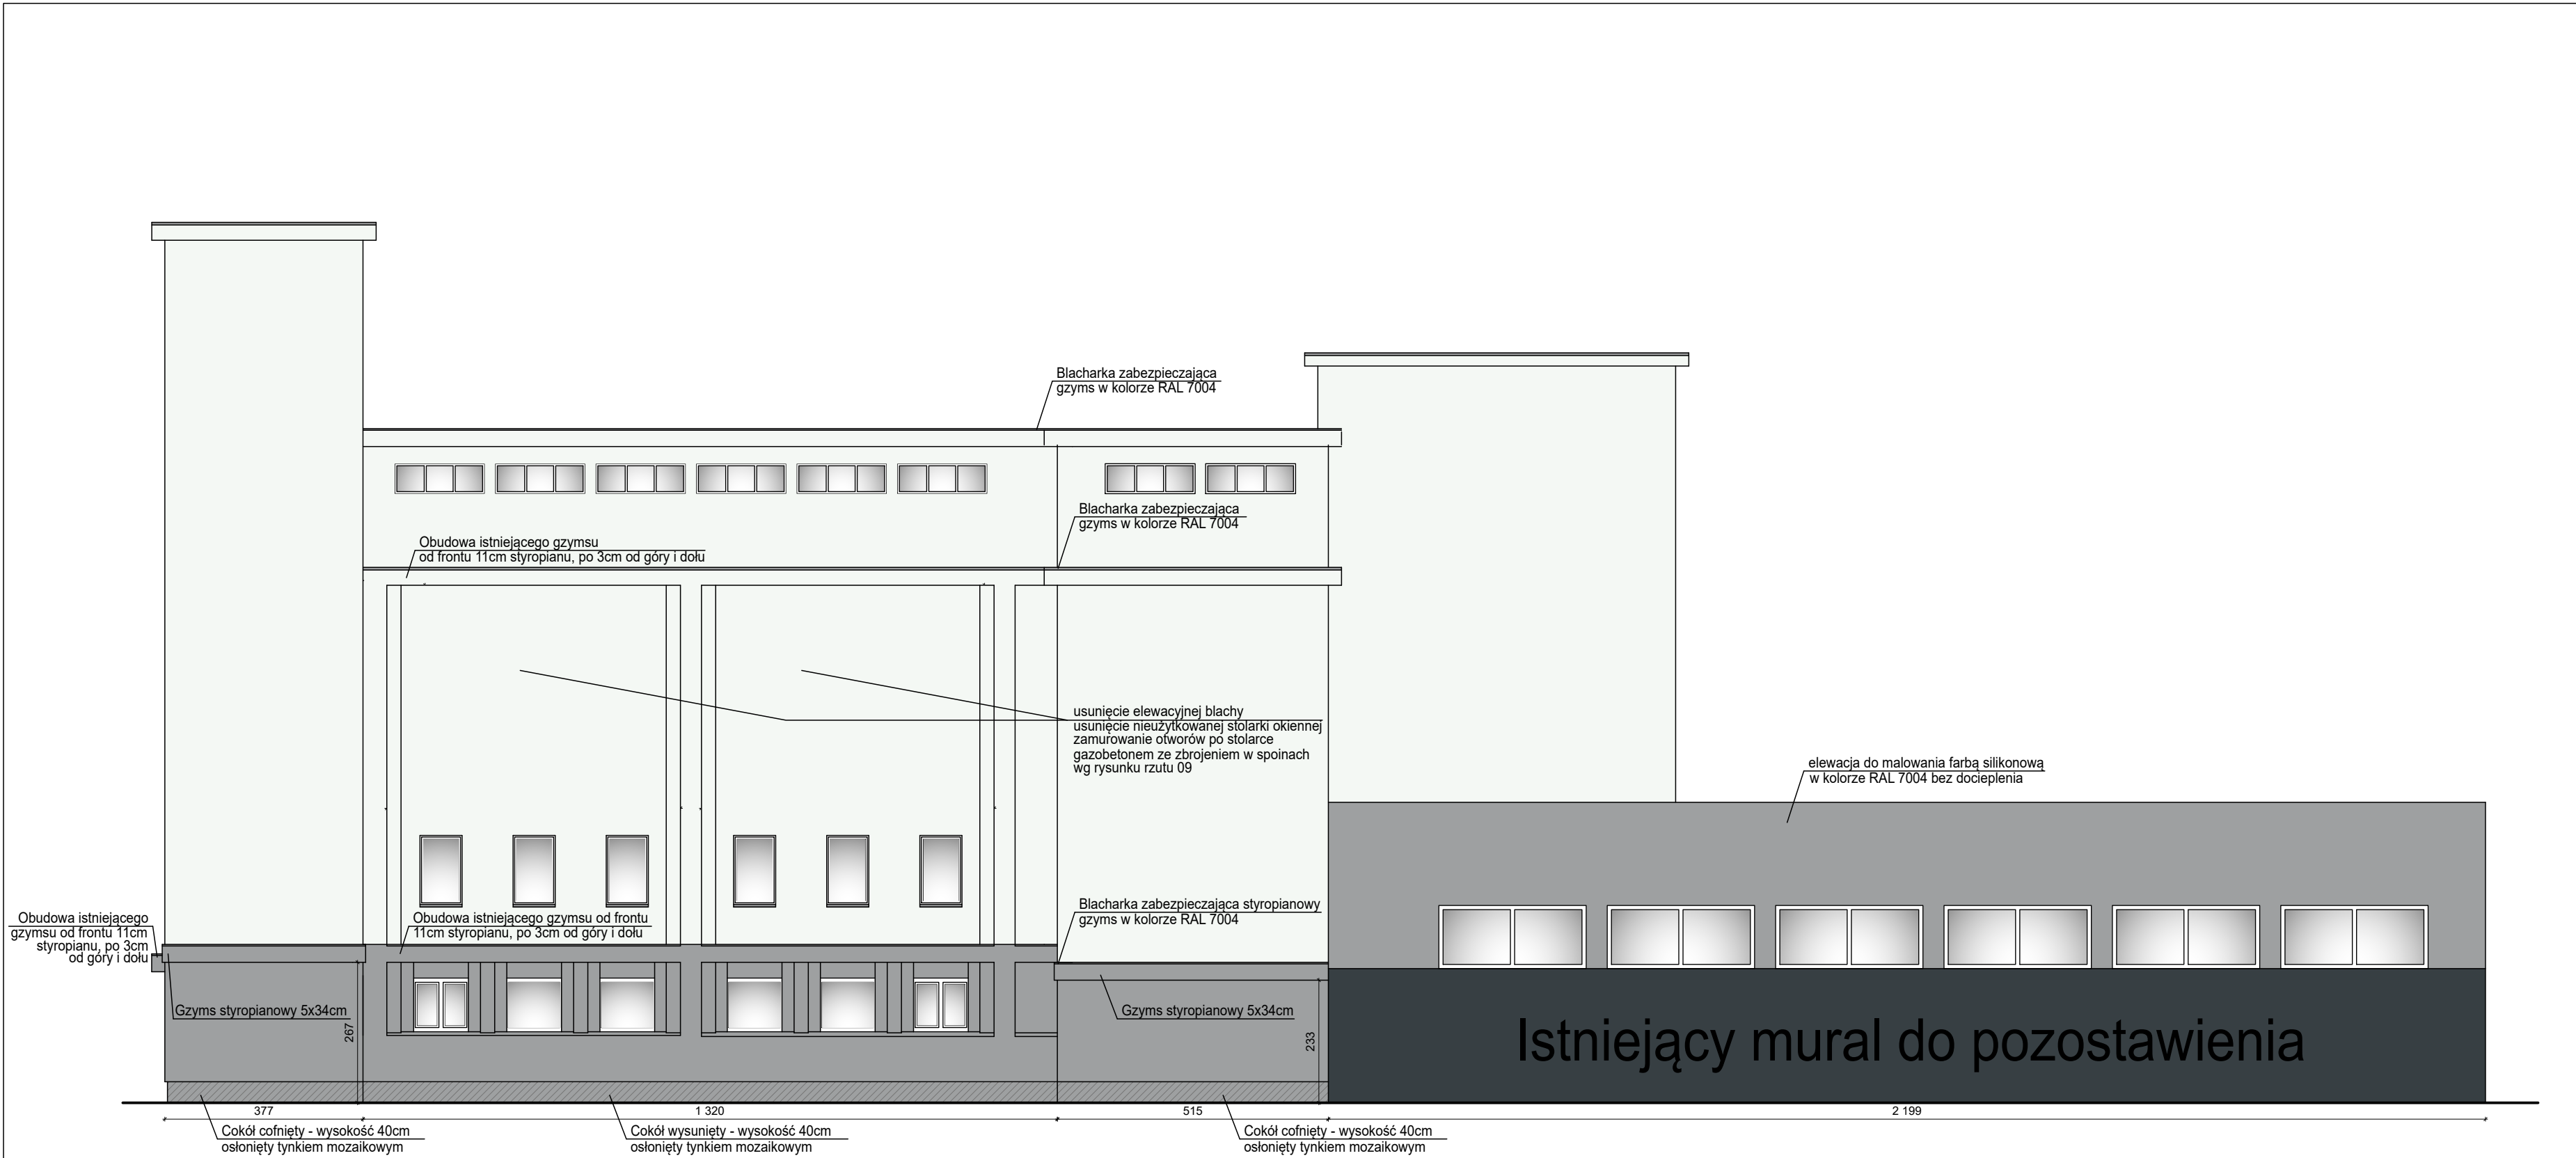 Blacharka zabezpieczająca
gzyms w kolorze RAL 7004
Blacharka zabezpieczająca
gzyms w kolorze RAL 7004
Obudowa istniejącego gzymsu
od frontu 11cm styropianu, po 3cm od góry i dołu
usunięcie elewacyjnej blachy
usunięcie nieużytkowanej stolarki okiennej
zamurowanie otworów po stolarce
gazobetonem ze zbrojeniem w spoinach
wg rysunku rzutu 09
elewacja do malowania farbą silikonową
w kolorze RAL 7004 bez docieplenia
Obudowa istniejącego
gzymsu od frontu 11cm
styropianu, po 3cm
od góry i dołu
Obudowa istniejącego gzymsu od frontu
11cm styropianu, po 3cm od góry i dołu
Blacharka zabezpieczająca styropianowy
gzyms w kolorze RAL 7004
Gzyms styropianowy 5x34cm
267
Gzyms styropianowy 5x34cm
233
Istniejący mural do pozostawienia
377
1 320
515
2 199
Cokół cofnięty - wysokość 40cm
osłonięty tynkiem mozaikowym
Cokół wysunięty - wysokość 40cm
osłonięty tynkiem mozaikowym
Cokół cofnięty - wysokość 40cm
osłonięty tynkiem mozaikowym